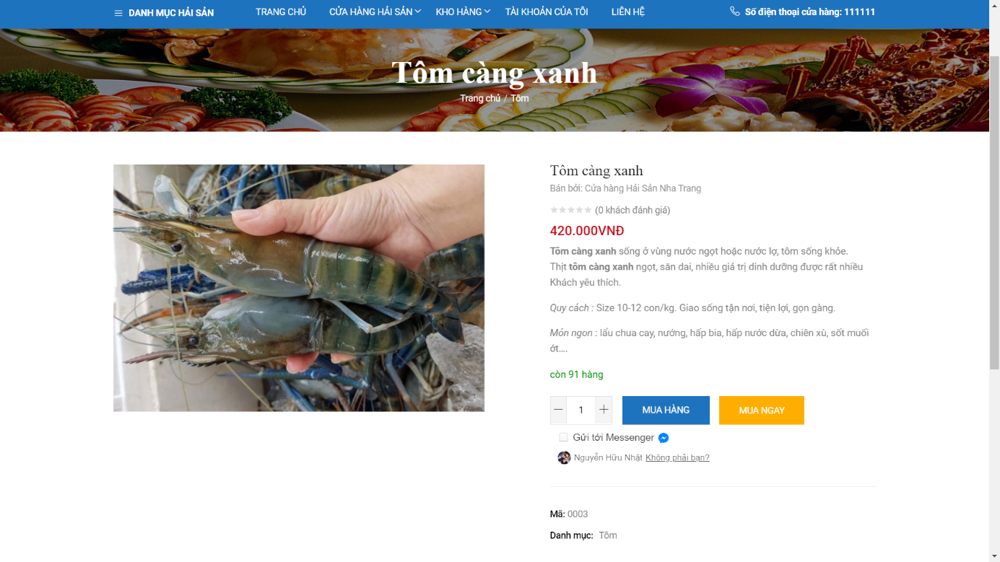 DANH MỤC HẢI SẢN
TRANG CHỦ
CỬA HÀNG HẢI SẢN
KHO HÀNG
TÀI KHOẢN CỦA TÔI
LIÊN HỆ
Số điện thoại cửa hàng: 111111
Tôm càng xanh
Trang chủ / Tôm
Tôm càng xanh
Bán bởi: Cửa hàng Hải Sản Nha Trang
(0 khách đánh giá)
420.000VNĐ
Tôm càng xanh sống ở vùng nước ngọt hoặc nước lợ, tôm sống khỏe.
Thịt tôm càng xanh ngọt, săn dai, nhiều giá trị dinh dưỡng được rất nhiều
Khách yêu thích.
Quy cách : Size 10-12 con/kg. Giao sống tận nơi, tiện lợi, gọn gàng.
Món ngon : lẩu chua cay, nướng, hấp bia, hấp nước dừa, chiên xù, sốt muối
ớt….
còn 91 hàng
1
MUA HÀNG
MUA NGAY
Gửi tới Messenger
Nguyễn Hữu Nhật Không phải bạn?
Mã: 0003
Danh mục: Tôm